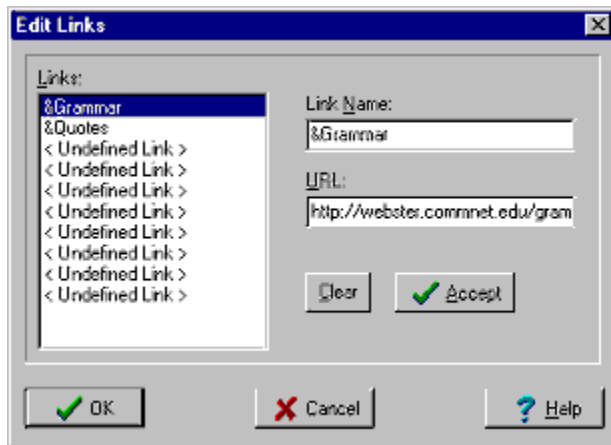 Edit Links
Links:
&Grammar
&Quotes
< Undefined Link >
< Undefined Link >
< Undefined Link >
< Undefined Link >
< Undefined Link >
< Undefined Link >
< Undefined Link >
< Undefined Link >
Link Name:
&Grammar
URL:
http://webster.commnet.edu/gram
Clear
Accept
OK
Cancel
Help